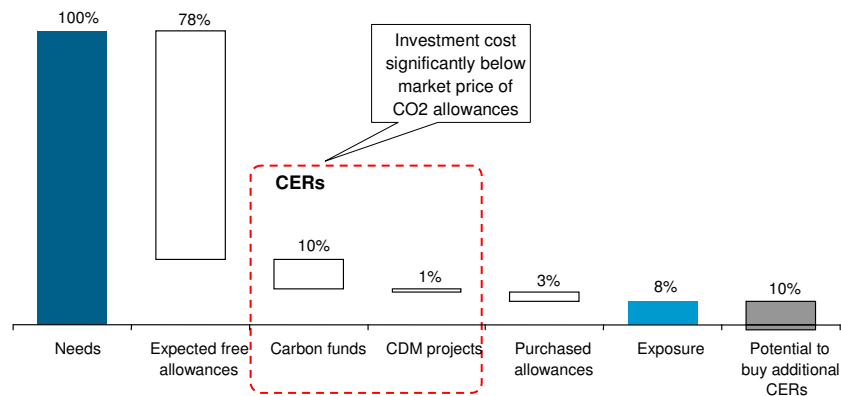 100%
78%
Investment cost
significantly below
market price of
CO2 allowances
CERs
10%
1%
3%
8%
10%
Needs
Expected free
allowances
Carbon funds
CDM projects
Purchased
allowances
Exposure
Potential to
buy additional
CERs